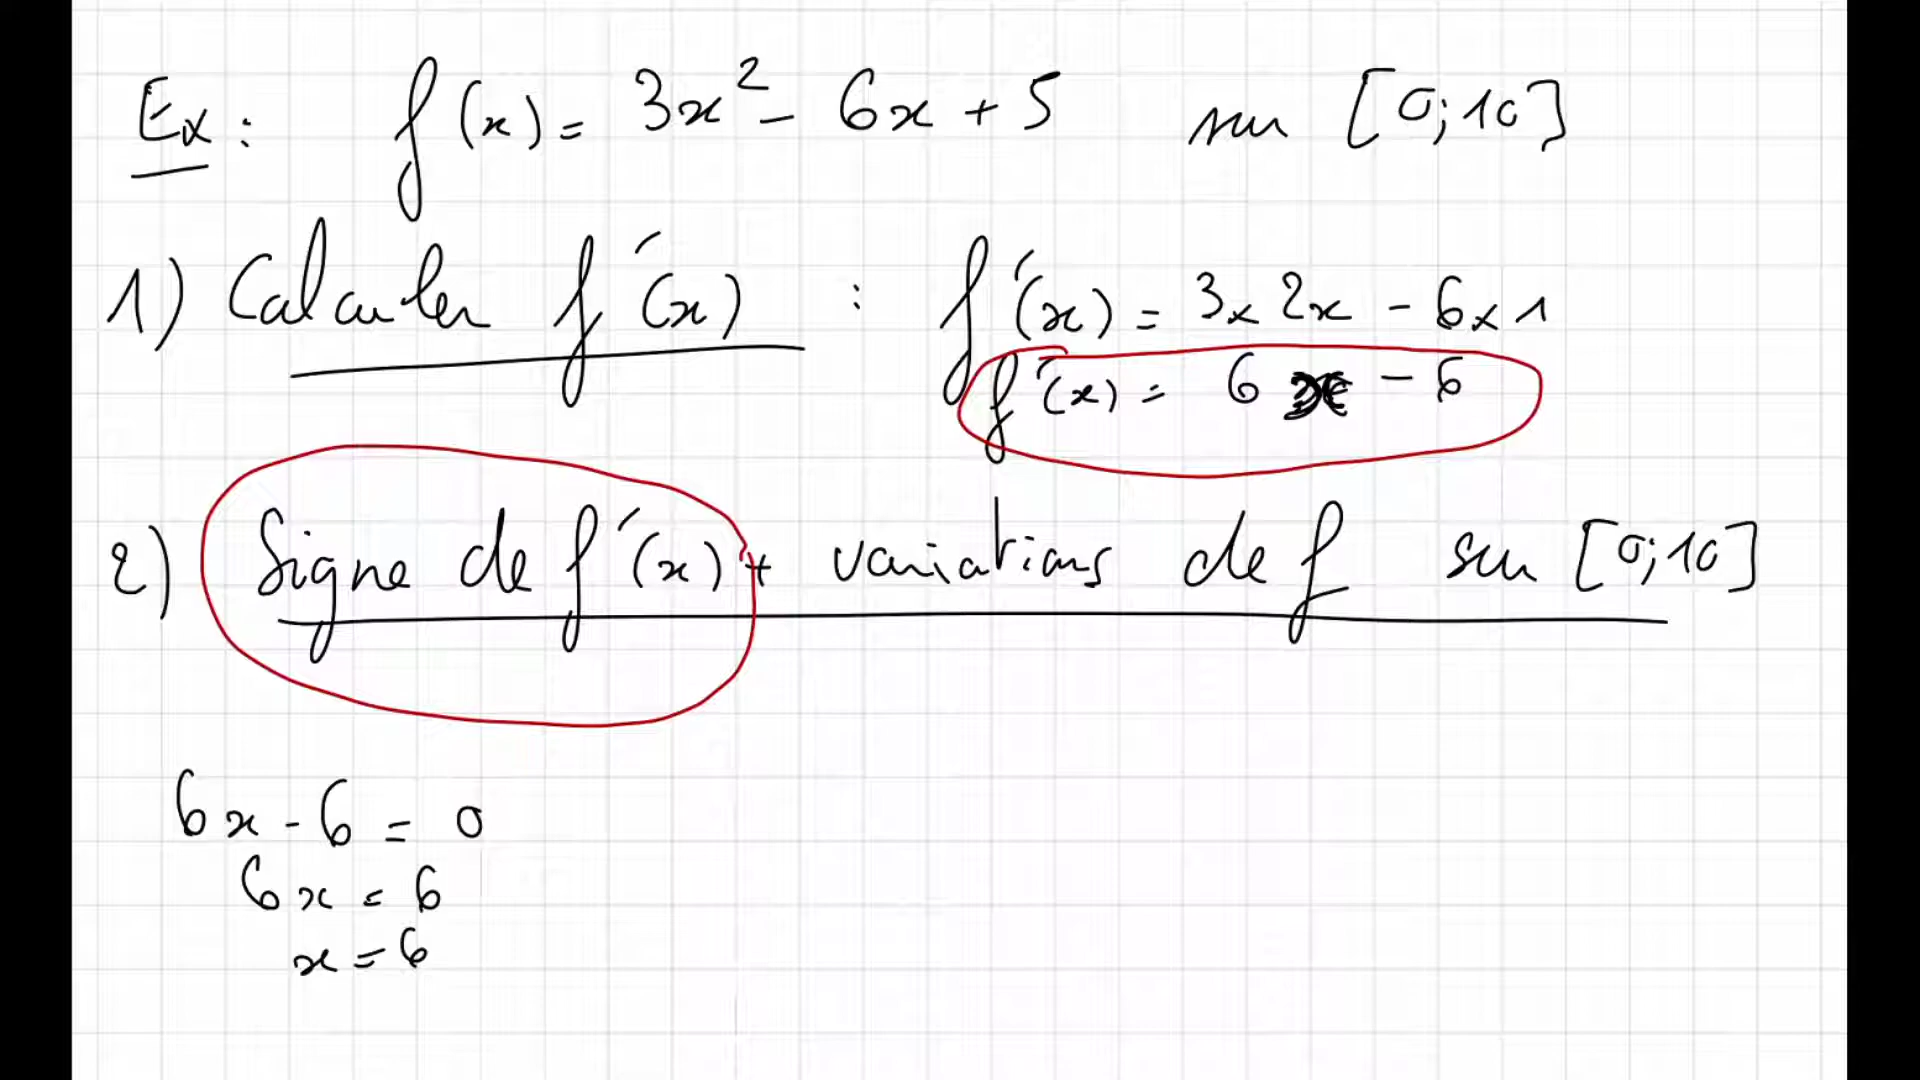 Ex : f(x) = 3x² - 6x + 5 sur [0;10]
1) Calculer f'(x) : f'(x) = 3 × 2x - 6 × 1
f'(x) = 6x - 6
2) Signe de f'(x) + variations de f sur [0;10]
6x - 6 = 0
6x = 6
x = 6